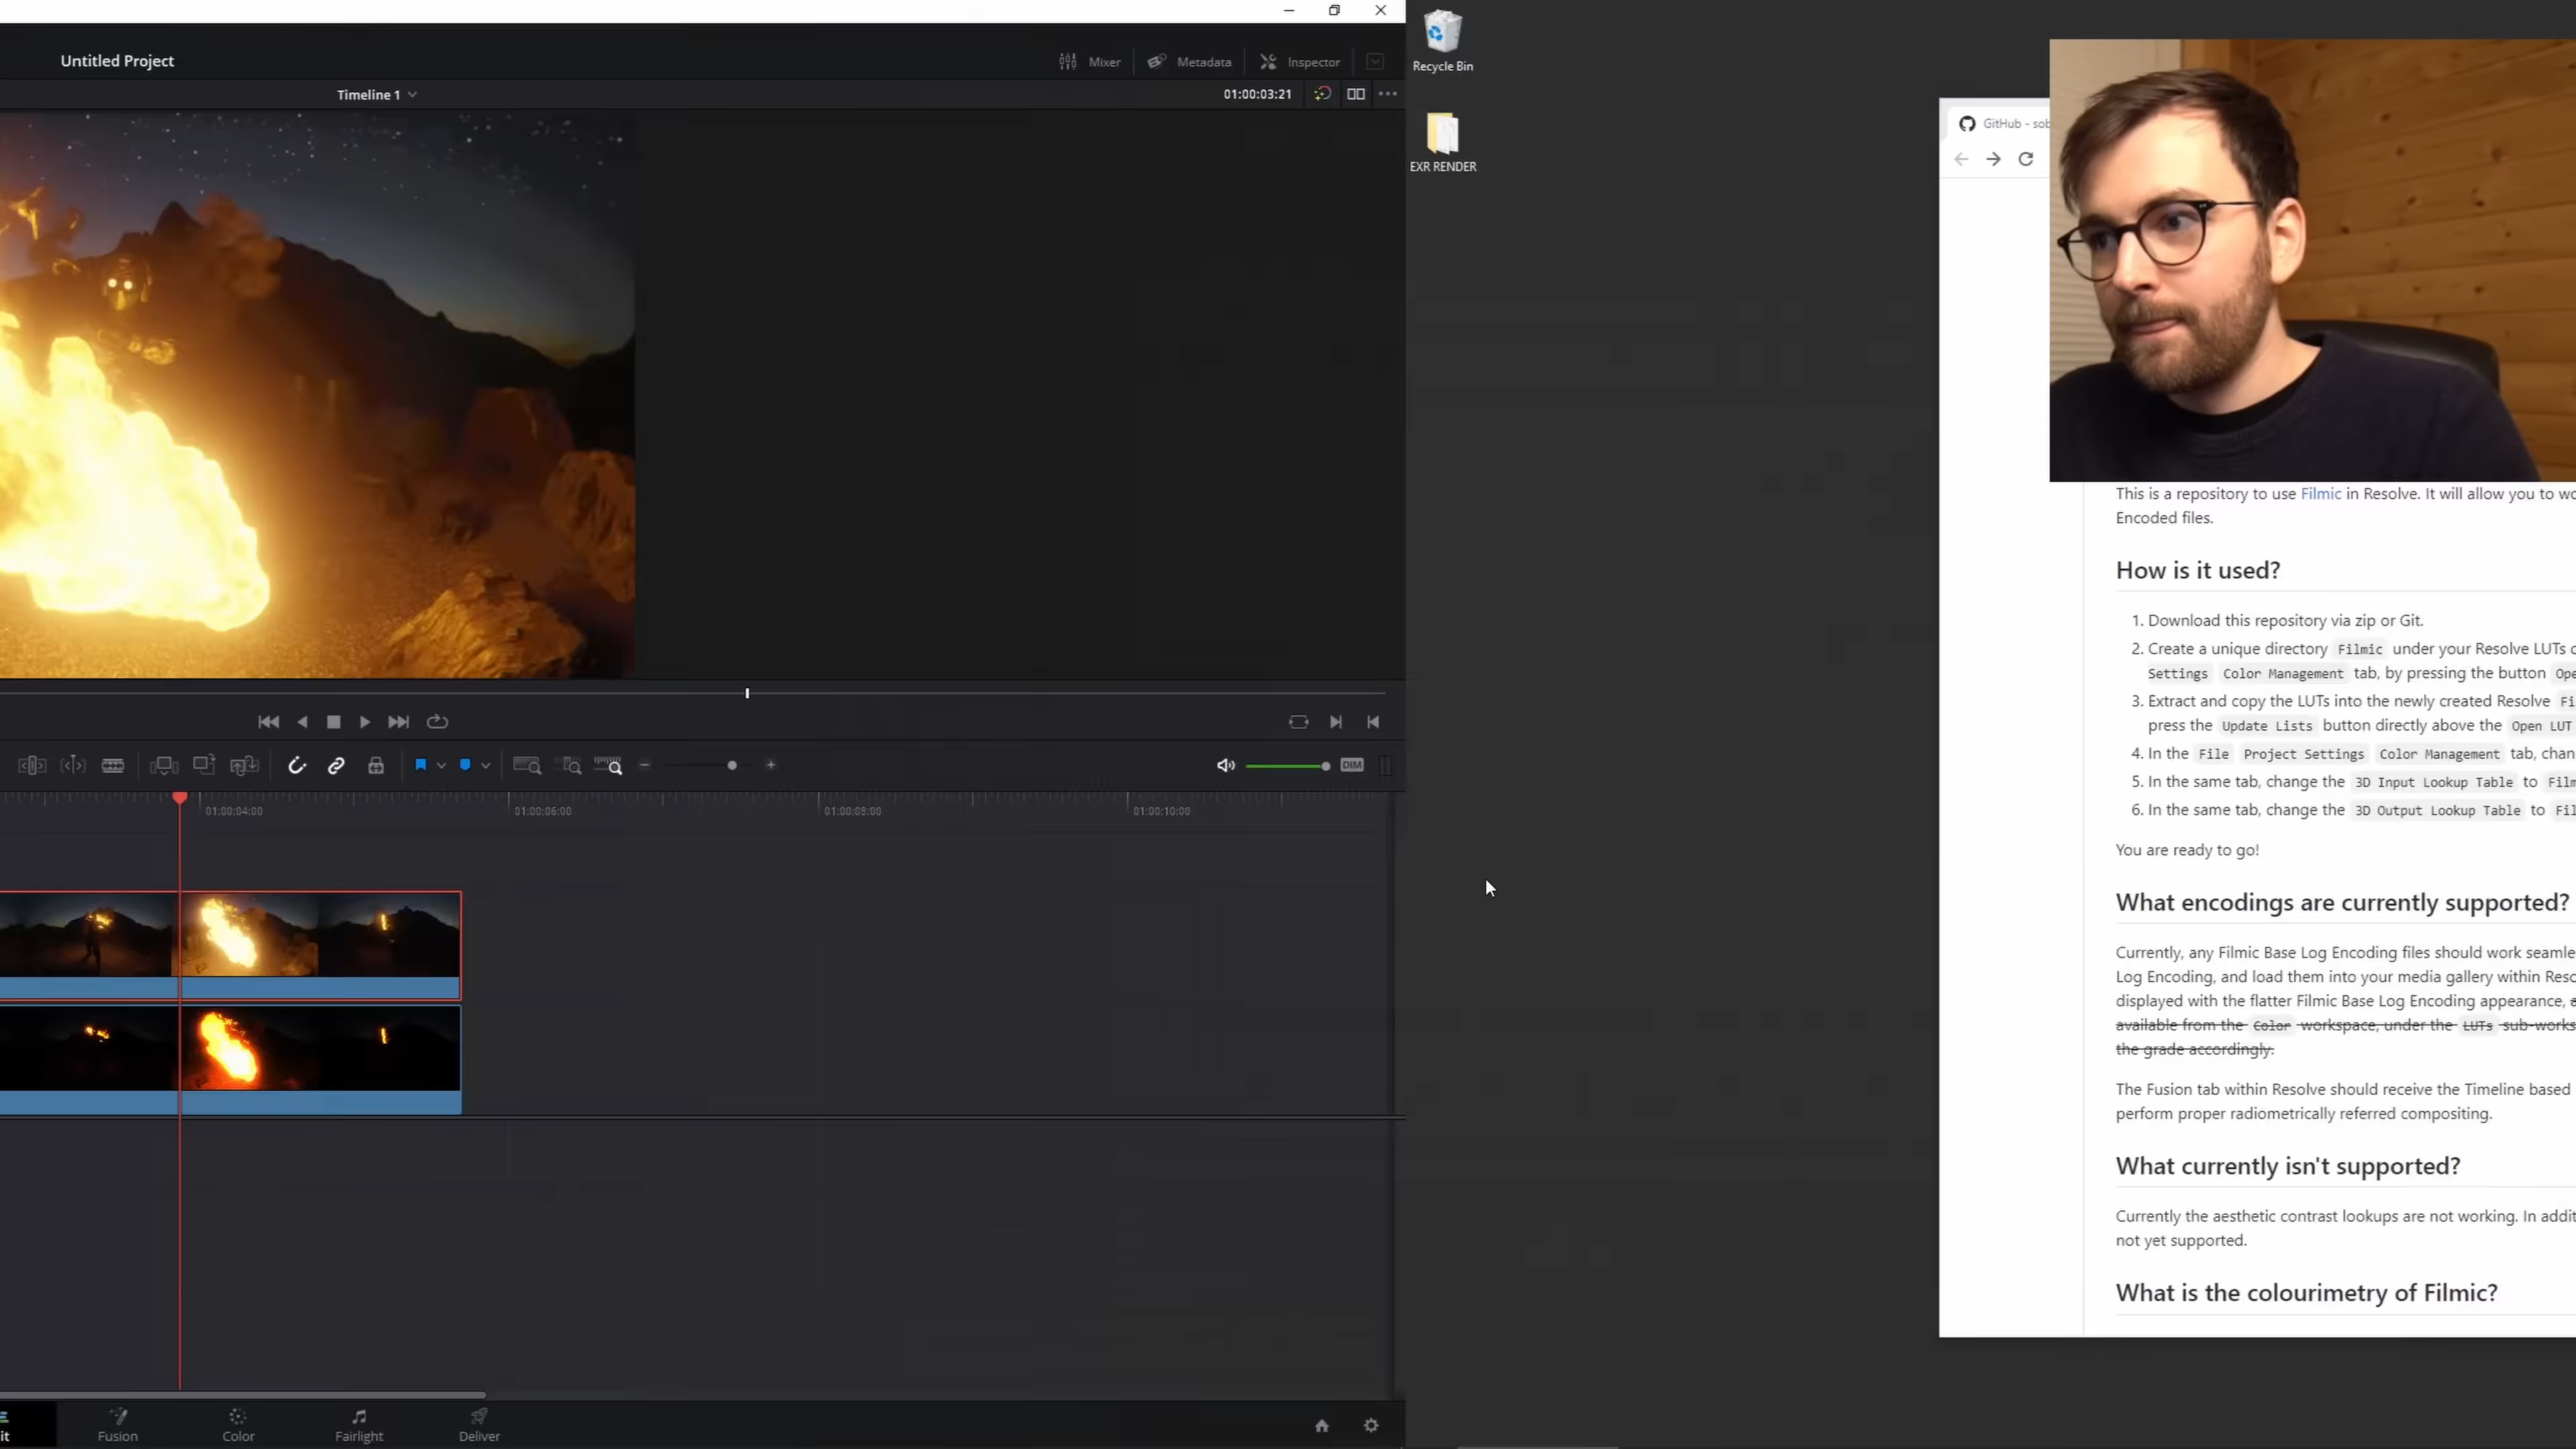 Untitled Project
Mixer
Metadata
Inspector
Timeline 1
01:00:03:21
DIM
01:00:04:00
01:00:06:00
01:00:08:00
01:00:10:00
it
Fusion
Color
Fairlight
Deliver
Recycle Bin
EXR RENDER
GitHub - sob
This is a repository to use Filmic in Resolve. It will allow you to wo
Encoded files.
How is it used?
1. Download this repository via zip or Git.
2. Create a unique directory Filmic under your Resolve LUTs
Settings Color Management tab, by pressing the button Ope
3. Extract and copy the LUTs into the newly created Resolve Fi
press the Update Lists button directly above the Open LUT
4. In the File Project Settings Color Management tab, chan
5. In the same tab, change the 3D Input Lookup Table to Film
6. In the same tab, change the 3D Output Lookup Table to Fil
You are ready to go!
What encodings are currently supported?
Currently, any Filmic Base Log Encoding files should work seamle
Log Encoding, and load them into your media gallery within Reso
displayed with the flatter Filmic Base Log Encoding appearance,
available from the Color workspace, under the LUTs sub-works
the grade accordingly.
The Fusion tab within Resolve should receive the Timeline based
perform proper radiometrically referred compositing.
What currently isn't supported?
Currently the aesthetic contrast lookups are not working. In addit
not yet supported.
What is the colourimetry of Filmic?